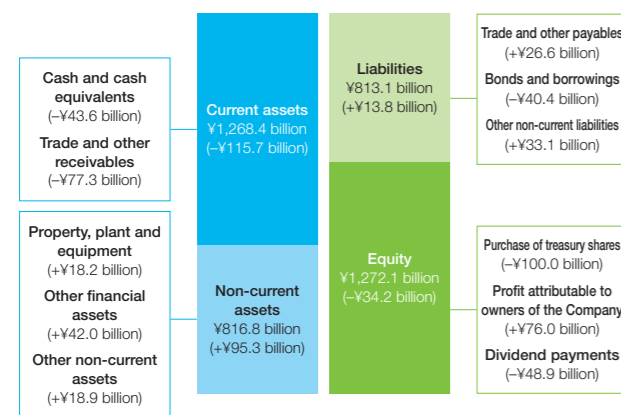 Cash and cash
equivalents
(–¥43.6 billion)
Trade and other
receivables
(–¥77.3 billion)
Property, plant and
equipment
(+¥18.2 billion)
Other financial
assets
(+¥42.0 billion)
Other non-current
assets
(+¥18.9 billion)
Current assets
¥1,268.4 billion
(–¥115.7 billion)
Non-current
assets
¥816.8 billion
(+¥95.3 billion)
Liabilities
¥813.1 billion
(+¥13.8 billion)
Equity
¥1,272.1 billion
(–¥34.2 billion)
Trade and other payables
(+¥26.6 billion)
Bonds and borrowings
(–¥40.4 billion)
Other non-current liabilities
(+¥33.1 billion)
Purchase of treasury shares
(–¥100.0 billion)
Profit attributable to
owners of the Company
(+¥76.0 billion)
Dividend payments
(–¥48.9 billion)